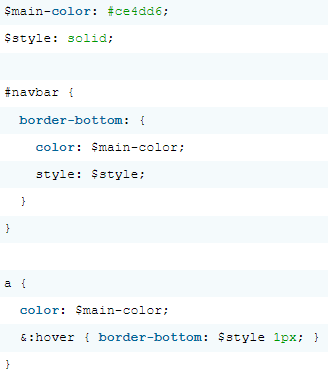 $main-color: #ce4dd6;
$style: solid;
#navbar {
border-bottom: {
color: $main-color;
style: $style;
}
}
a {
color: $main-color;
&:hover { border-bottom: $style 1px; }
}